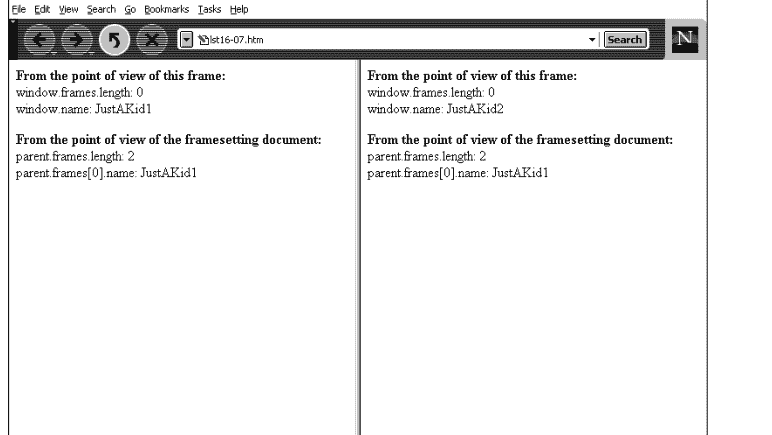 File Edit View Search Go Bookmarks Tasks Help
lst16-07.htm
Search
N
From the point of view of this frame:
window.frames.length: 0
window.name: JustAKid1
From the point of view of the framesetting document:
parent.frames.length: 2
parent.frames[0].name: JustAKid1
From the point of view of this frame:
window.frames.length: 0
window.name: JustAKid2
From the point of view of the framesetting document:
parent.frames.length: 2
parent.frames[0].name: JustAKid1